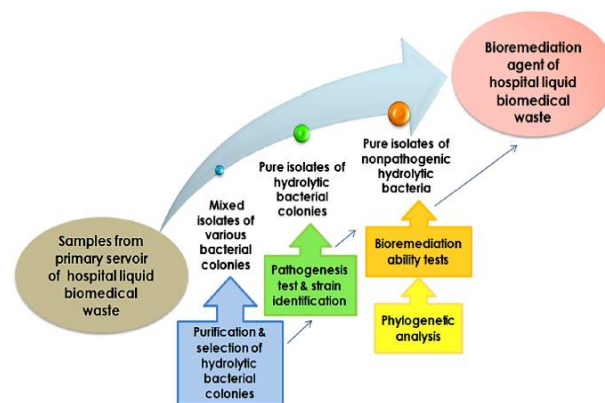 Bioremediation
agent of
hospital liquid
biomedical
waste
Pure isolates of
nonpathogenic
hydrolytic
bacteria
Pure isolates of
hydrolytic
bacterial
colonies
Mixed
isolates of
various
bacterial
colonies
Samples from
primary servoir
of hospital liquid
biomedical
waste
Purification &
selection of
hydrolytic
bacterial
colonies
Pathogenesis
test & strain
identification
Bioremediation
ability tests
Phylogenetic
analysis